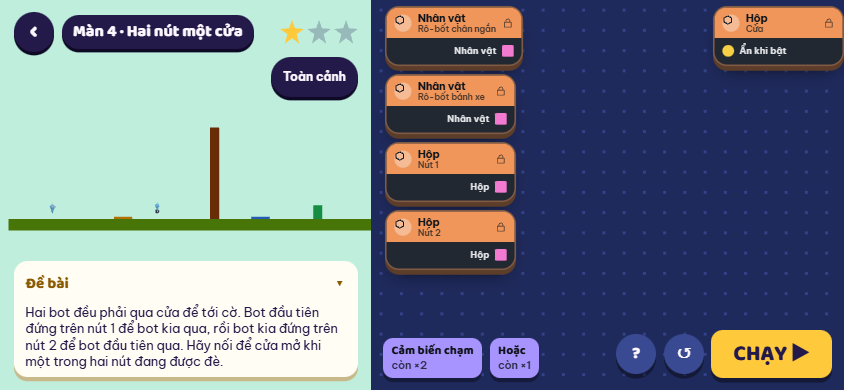 Màn 4 · Hai nút một cửa
Toàn cảnh
Đề bài
Hai bot đều phải qua cửa để tới cờ. Bot đầu tiên
đứng trên nút 1 để bot kia qua, rồi bot kia đứng trên
nút 2 để bot đầu tiên qua. Hãy nối để cửa mở khi
một trong hai nút đang được đè.
Nhân vật
Rô-bốt chân ngắn
Nhân vật
Nhân vật
Rô-bốt bánh xe
Nhân vật
Hộp
Nút 1
Hộp
Hộp
Nút 2
Hộp
Hộp
Cửa
Ẩn khi bật
Cảm biến chạm
còn ×2
Hoặc
còn ×1
?
CHẠY